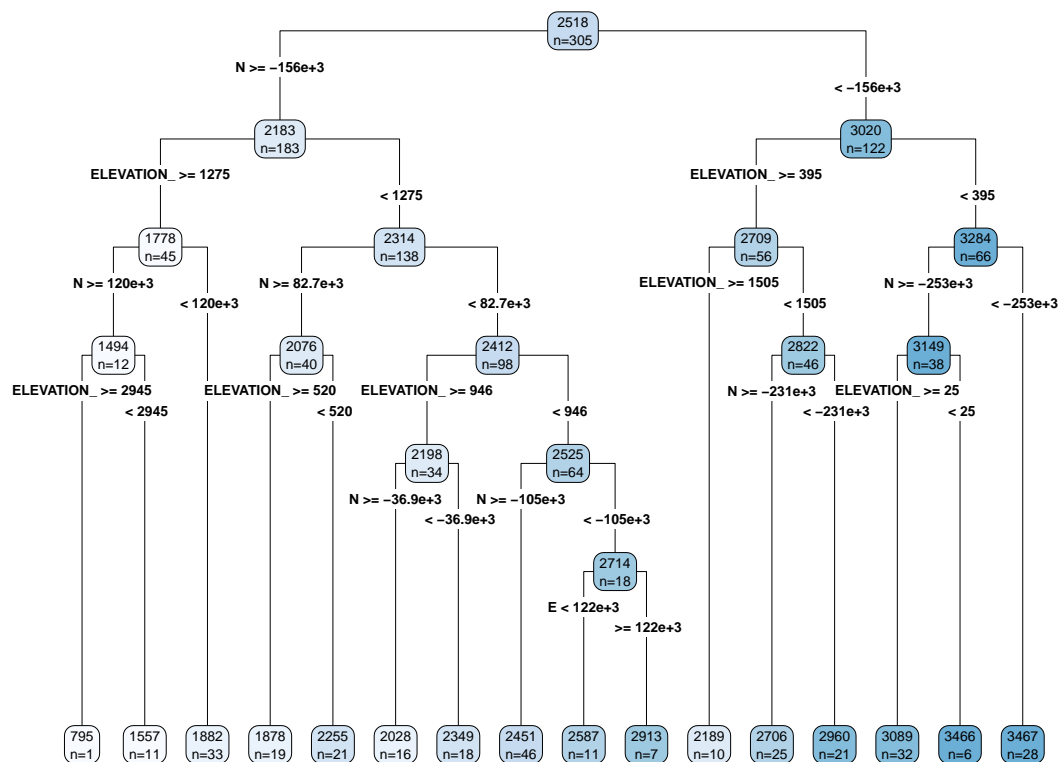 2518
n=305
N >= −156e+3
< −156e+3
2183
n=183
3020
n=122
ELEVATION_ >= 1275
< 1275
ELEVATION_ >= 395
< 395
1778
n=45
2314
n=138
2709
n=56
3284
n=66
N >= 120e+3
< 120e+3
N >= 82.7e+3
< 82.7e+3
ELEVATION_ >= 1505
< 1505
N >= −253e+3
< −253e+3
1494
n=12
2076
n=40
2412
n=98
2822
n=46
3149
n=38
ELEVATION_ >= 2945
< 2945
ELEVATION_ >= 520
< 520
ELEVATION_ >= 946
< 946
N >= −231e+3
< −231e+3
ELEVATION_ >= 25
< 25
2198
n=34
2525
n=64
N >= −36.9e+3
< −36.9e+3
N >= −105e+3
< −105e+3
2714
n=18
E < 122e+3
>= 122e+3
795
n=1
1557
n=11
1882
n=33
1878
n=19
2255
n=21
2028
n=16
2349
n=18
2451
n=46
2587
n=11
2913
n=7
2189
n=10
2706
n=25
2960
n=21
3089
n=32
3466
n=6
3467
n=28